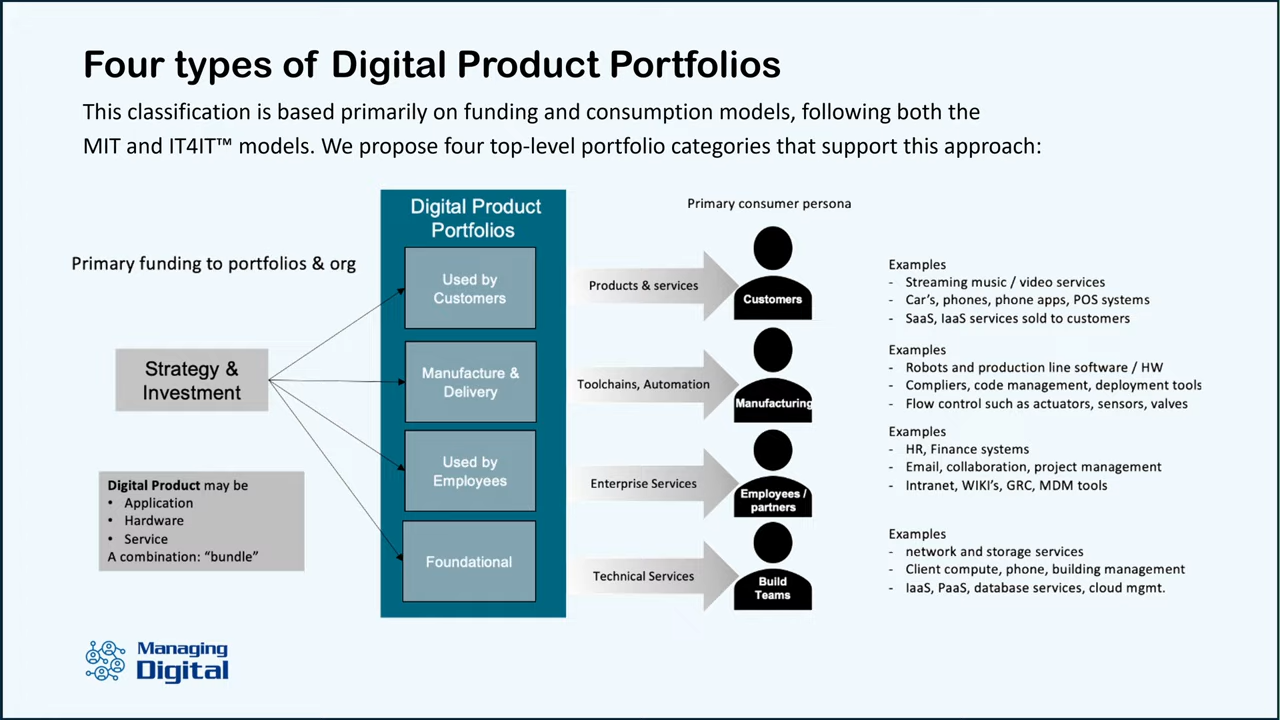 Four types of Digital Product Portfolios
This classification is based primarily on funding and consumption models, following both the
MIT and IT4IT™ models. We propose four top-level portfolio categories that support this approach:
Primary funding to portfolios & org
Strategy &
Investment
Digital Product may be
• Application
• Hardware
• Service
A combination: “bundle”
Digital Product
Portfolios
Used by
Customers
Manufacture &
Delivery
Used by
Employees
Foundational
Products & services
Toolchains, Automation
Enterprise Services
Technical Services
Primary consumer persona
Customers
Manufacturing
Employees /
partners
Build
Teams
Examples
- Streaming music / video services
- Car’s, phones, phone apps, POS systems
- SaaS, IaaS services sold to customers
Examples
- Robots and production line software / HW
- Compliers, code management, deployment tools
- Flow control such as actuators, sensors, valves
Examples
- HR, Finance systems
- Email, collaboration, project management
- Intranet, WIKI’s, GRC, MDM tools
Examples
- network and storage services
- Client compute, phone, building management
- IaaS, PaaS, database services, cloud mgmt.
Managing
Digital